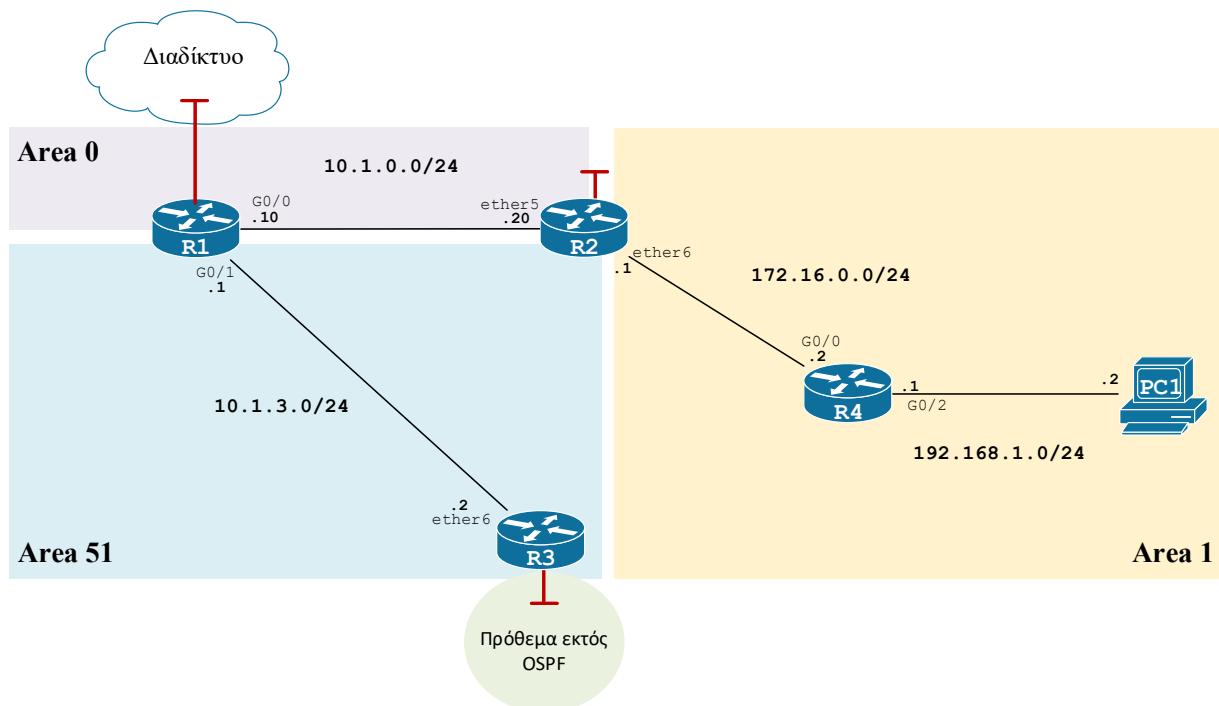 Διαδίκτυο
Area 0
10.1.0.0/24
G0/0
.10
ether5
.20
R1
R2
G0/1
.1
ether6
.1
172.16.0.0/24
G0/0
.2
R4
.1
G0/2
.2
PC1
192.168.1.0/24
10.1.3.0/24
.2
ether6
R3
Area 51
Area 1
Πρόθεμα εκτός
OSPF